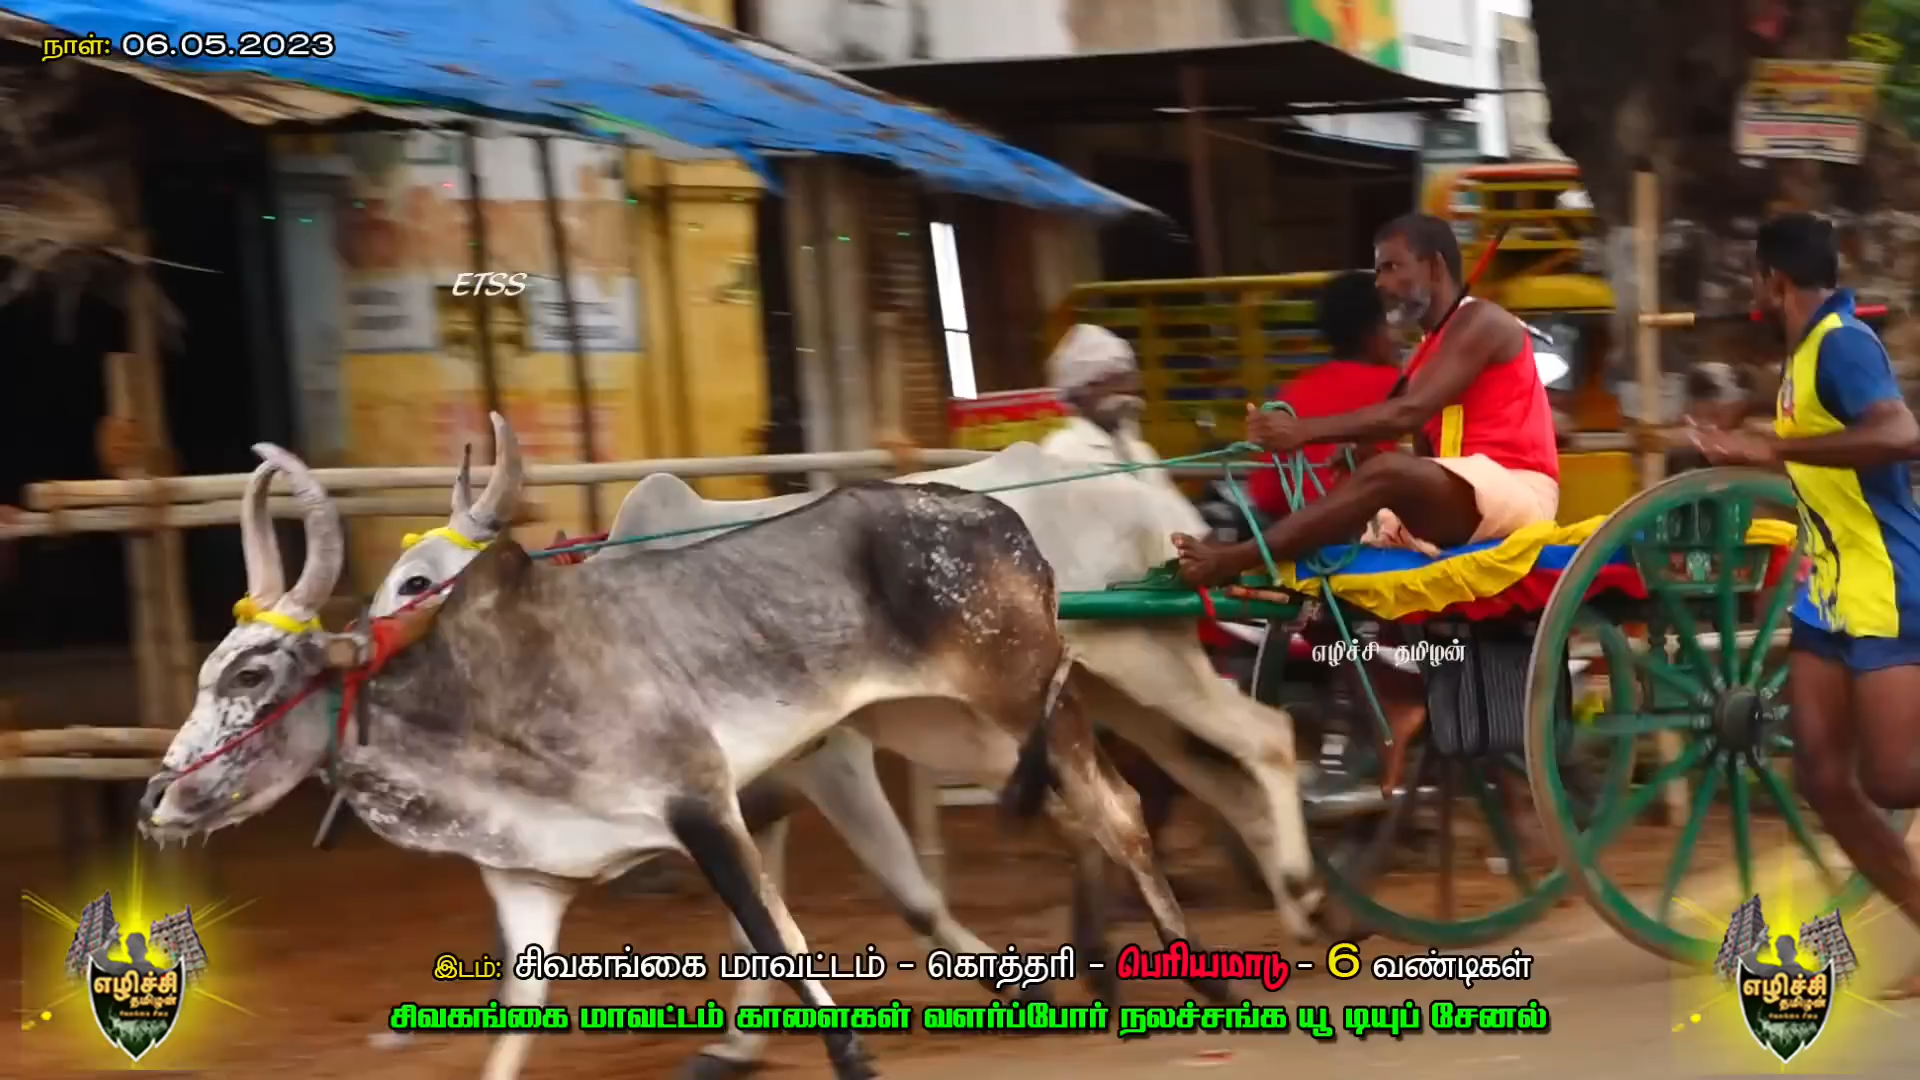 நாள்: 06.05.2023
ETSS
எழிச்சி தமிழன்
இடம்: சிவகங்கை மாவட்டம் - கொத்தரி - பெரியமாடு - 6 வண்டிகள்
சிவகங்கை மாவட்டம் காளைகள் வளர்ப்போர் நலச்சங்க யூ டியுப் சேனல்
எழிச்சி
தமிழன்
எழிச்சி
தமிழன்